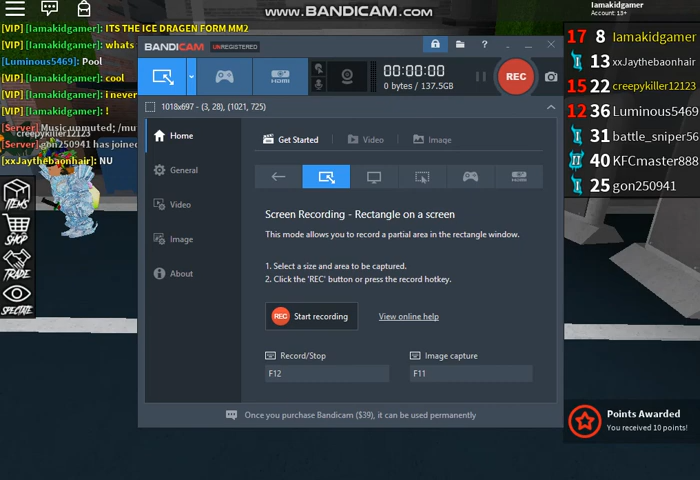 www.BANDICAM.com
Iamakidgamer
Account: 13+
[VIP] [Iamakidgamer]: ITS THE ICE DRAGEN FORM MM2
[VIP] [Iamakidgamer]: whats
[Luminous5469]: Pool
[VIP] [Iamakidgamer]: cool
[VIP] [Iamakidgamer]: i never
[VIP] [Iamakidgamer]: !
[Server] Music unmuted; /mu
creepykiller12123
[Server] gon250941 has joined
[xxJaythebonhair]: NU
ITEMS
SHOP
TRADE
SPECTATE
BANDICAM UNREGISTERED
HDMI
00:00:00
0 bytes / 137.5GB
REC
1018x697 - (3, 28), (1021, 725)
Home
General
Video
Image
About
Get Started
Video
Image
HDMI
Screen Recording - Rectangle on a screen
This mode allows you to record a partial area in the rectangle window.
1. Select a size and area to be captured.
2. Click the 'REC' button or press the record hotkey.
REC Start recording
View online help
Record/Stop
F12
Image capture
F11
Once you purchase Bandicam ($39), it can be used permanently
17 8 Iamakidgamer
13 xxJaythebonhair
15 22 creepykiller12123
12 36 Luminous5469
31 battle_sniper56
40 KFCmaster888
25 gon250941
Points Awarded
You received 10 points!